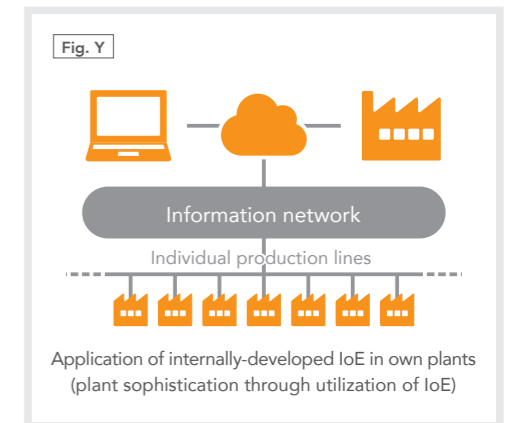 Fig. Y
Information network
Individual production lines
Application of internally-developed IoE in own plants
(plant sophistication through utilization of IoE)